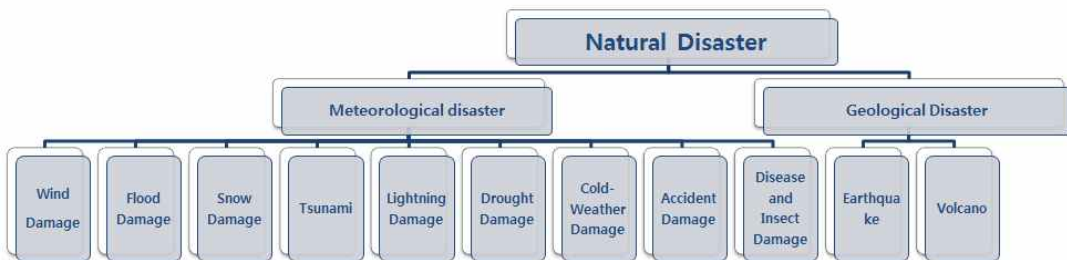 Natural Disaster
Meteorological disaster
Geological Disaster
Wind
Damage
Flood
Damage
Snow
Damage
Tsunami
Lightning
Damage
Drought
Damage
Cold-
Weather
Damage
Accident
Damage
Disease
and
Insect
Damage
Earthqua
ke
Volcano